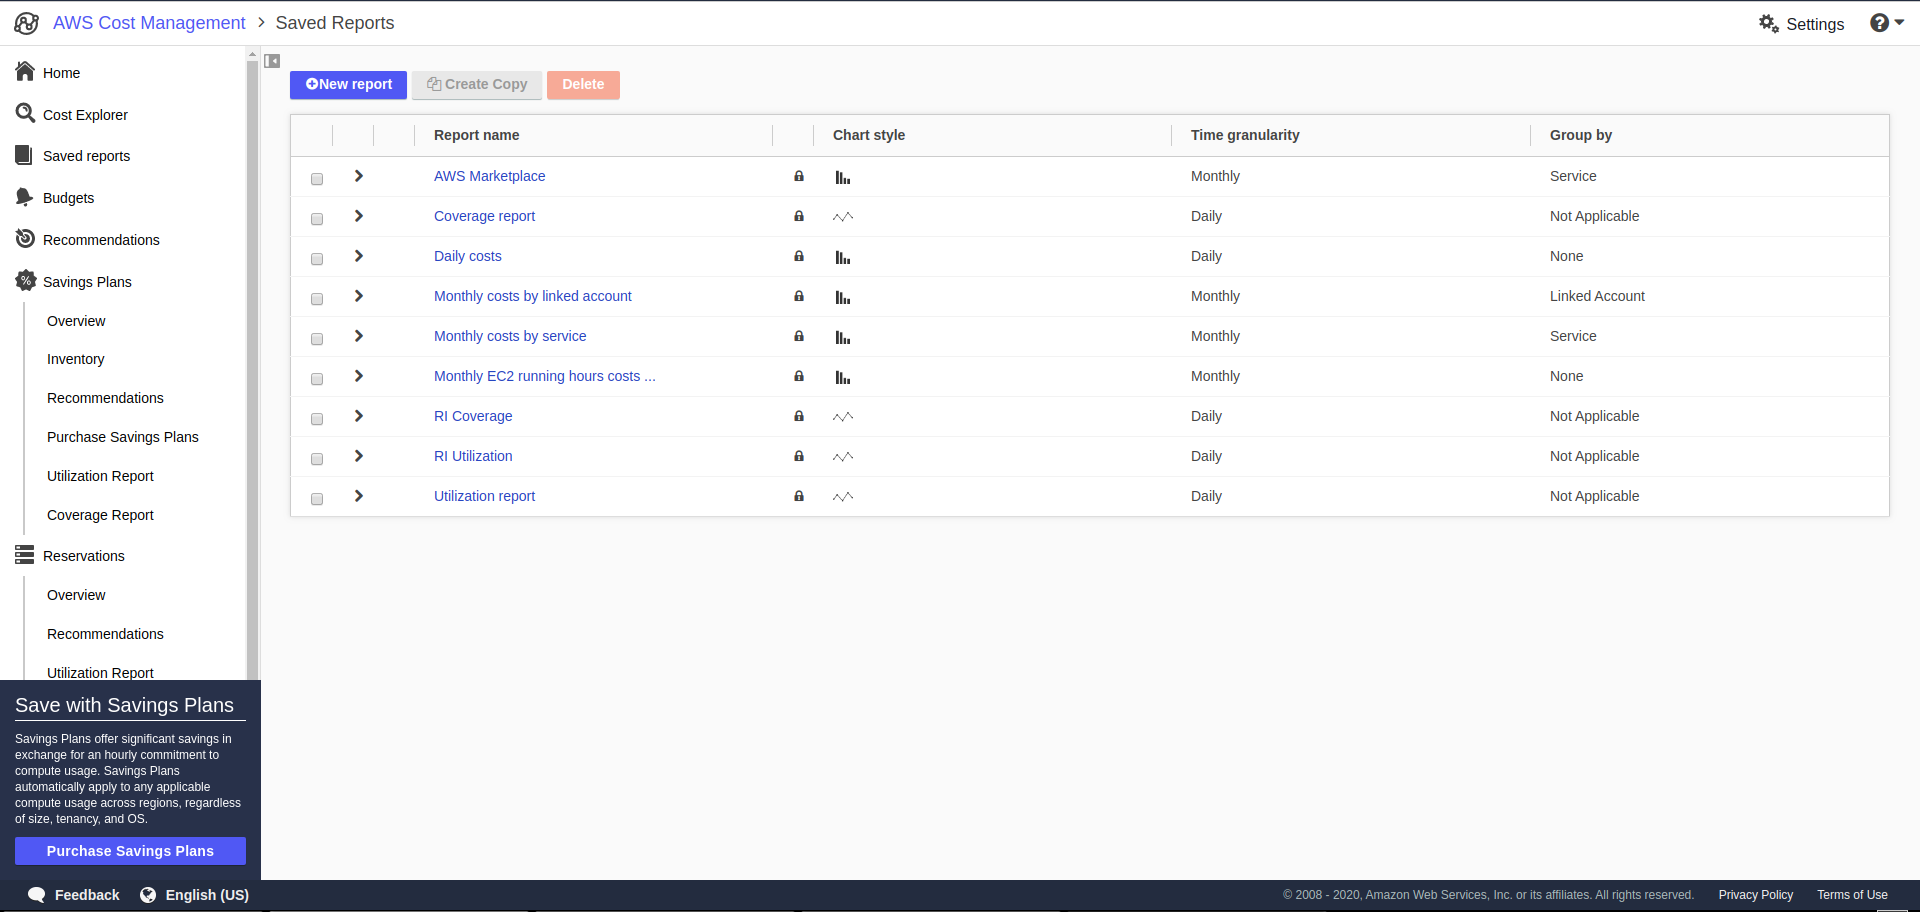 AWS Cost Management > Saved Reports
Settings
Home
Cost Explorer
Saved reports
Budgets
Recommendations
Savings Plans
Overview
Inventory
Recommendations
Purchase Savings Plans
Utilization Report
Coverage Report
Reservations
Overview
Recommendations
Utilization Report
Save with Savings Plans
Savings Plans offer significant savings in
exchange for an hourly commitment to
compute usage. Savings Plans
automatically apply to any applicable
compute usage across regions, regardless
of size, tenancy, and OS.
Purchase Savings Plans
New report Create Copy Delete
Report name Chart style Time granularity Group by
AWS Marketplace Monthly Service
Coverage report Daily Not Applicable
Daily costs Daily None
Monthly costs by linked account Monthly Linked Account
Monthly costs by service Monthly Service
Monthly EC2 running hours costs ... Monthly None
RI Coverage Daily Not Applicable
RI Utilization Daily Not Applicable
Utilization report Daily Not Applicable
Feedback English (US) © 2008 - 2020, Amazon Web Services, Inc. or its affiliates. All rights reserved. Privacy Policy Terms of Use